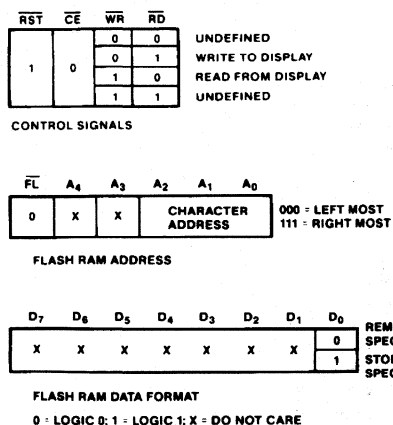 RST CE WR RD
0 0 UNDEFINED
0 1 WRITE TO DISPLAY
1 0
1 0 READ FROM DISPLAY
1 1 UNDEFINED
CONTROL SIGNALS
FL A4 A3 A2 A1 A0
0 X X CHARACTER ADDRESS 000 = LEFT MOST
111 = RIGHT MOST
FLASH RAM ADDRESS
D7 D6 D5 D4 D3 D2 D1 D0
X X X X X X X 0
1
FLASH RAM DATA FORMAT
0 = LOGIC 0; 1 = LOGIC 1; X = DO NOT CARE